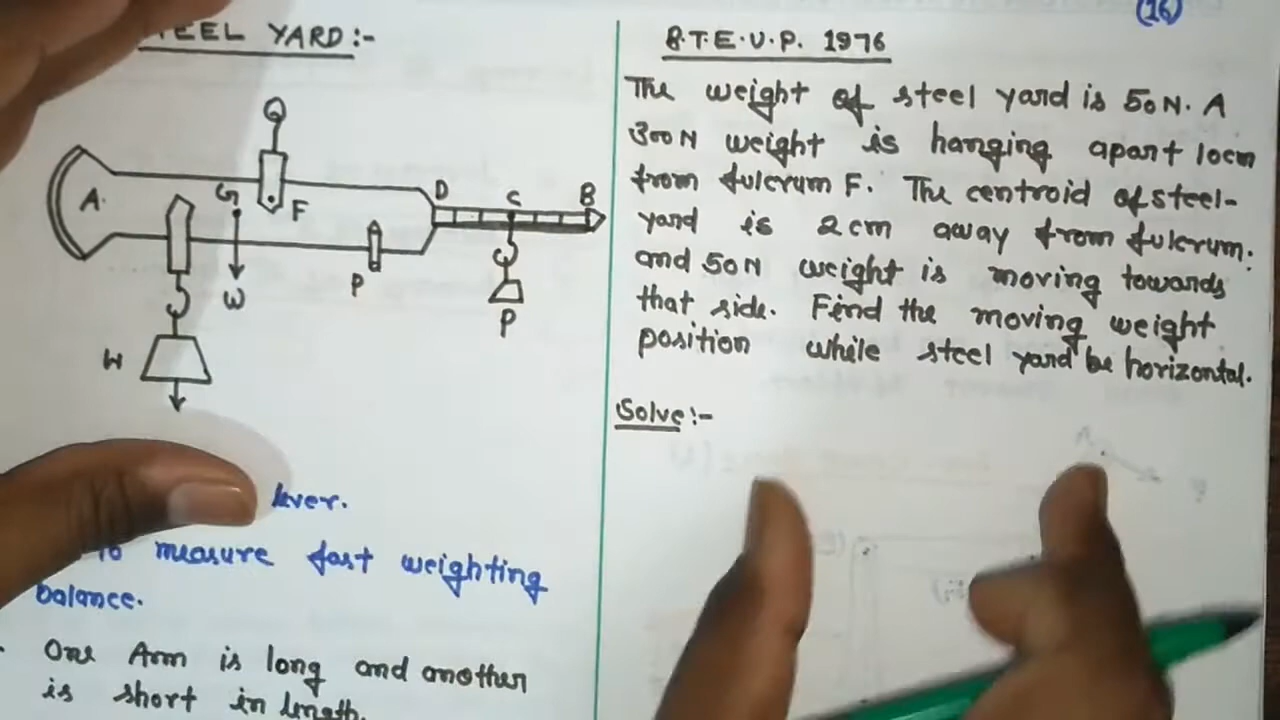 (16)
TEEL YARD:-
A
G
F
D
C
B
W
P
P
W
lever.
To measure fast weighting
balance.
One Arm is long and another
is short in length.
B.T.E.U.P. 1976
The weight of steel yard is 50N. A
300N weight is hanging apart 10cm
from fulcrum F. The centroid of steel-
yard is 2cm away from fulcrum.
and 50N weight is moving towards
that side. Find the moving weight
position while steel yard be horizontal.
Solve:-